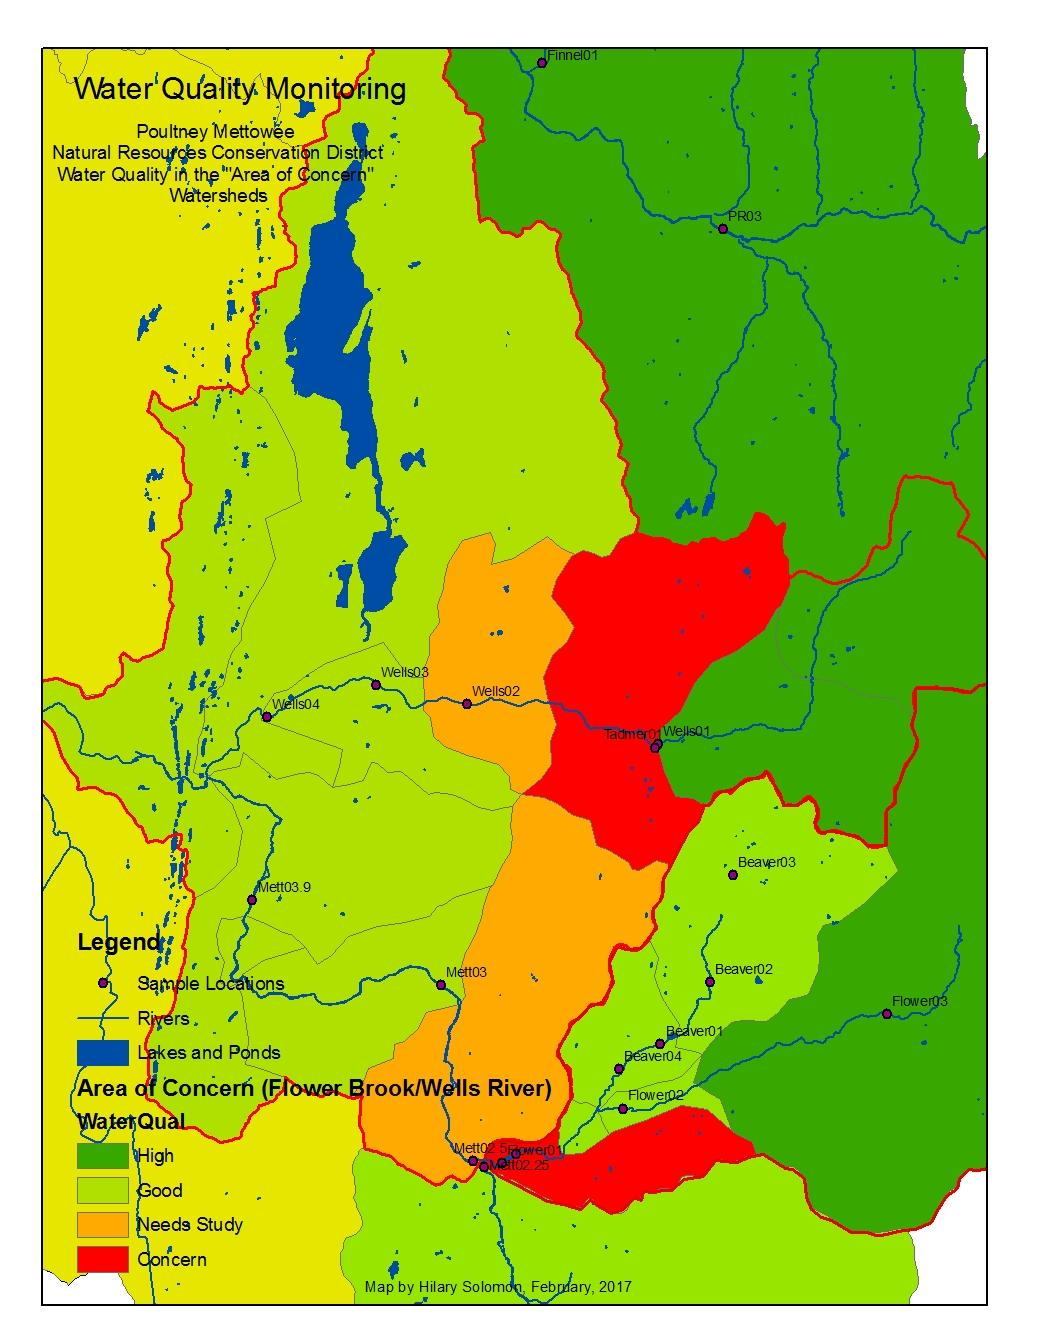 Finnel01
Water Quality Monitoring
Poultney Mettowee
Natural Resources Conservation District
Water Quality in the "Area of Concern"
Watersheds
PR03
Wells03
Wells02
Wells04
Tadmer01
Wells01
Beaver03
Mett03.9
Legend
Mett03
Beaver02
Sample Locations
Flower03
Rivers
Beaver01
Lakes and Ponds
Beaver04
Area of Concern (Flower Brook/Wells River)
Flower02
WaterQual
Mett02.5
Flower01
High
Mett02.25
Good
Needs Study
Concern
Map by Hilary Solomon, February, 2017